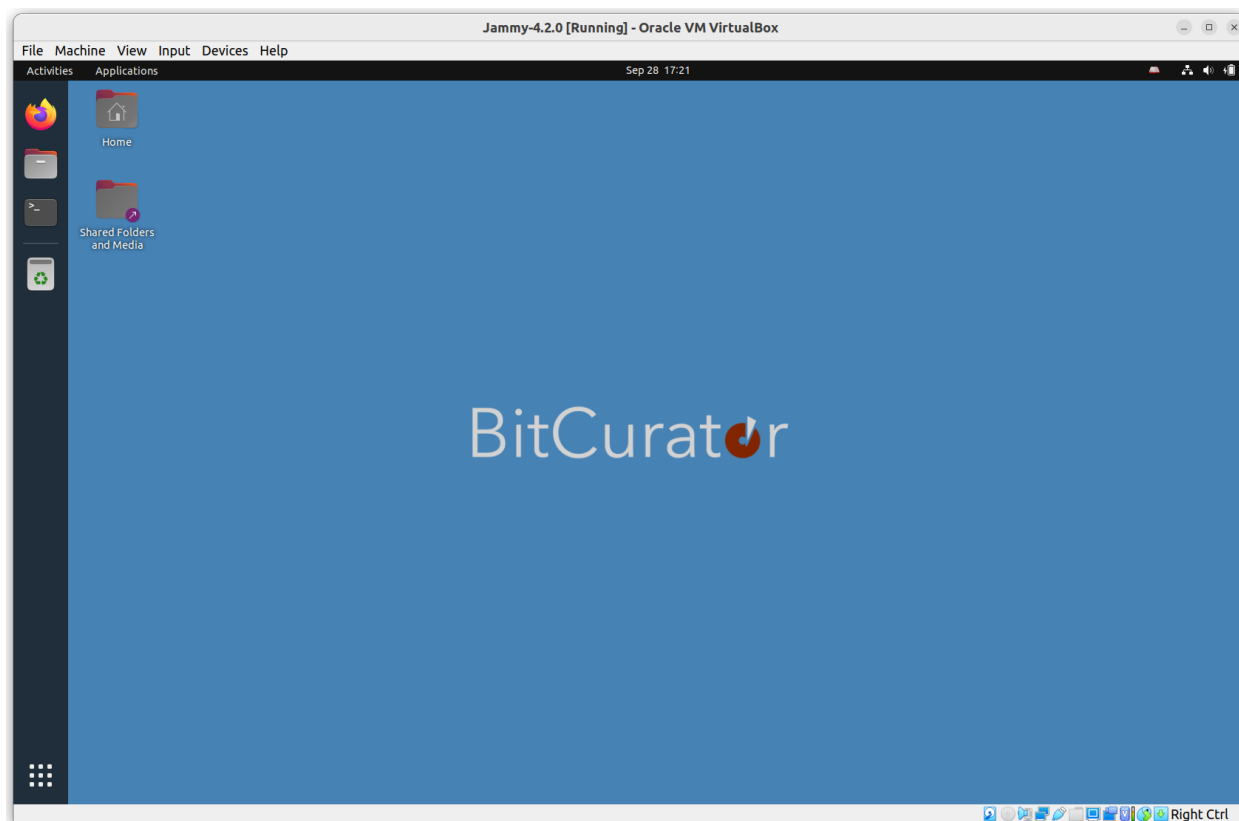 Jammy-4.2.0 [Running] - Oracle VM VirtualBox
File Machine View Input Devices Help
Activities Applications Sep 28 17:21
Home
Shared Folders
and Media
BitCurator
Right Ctrl